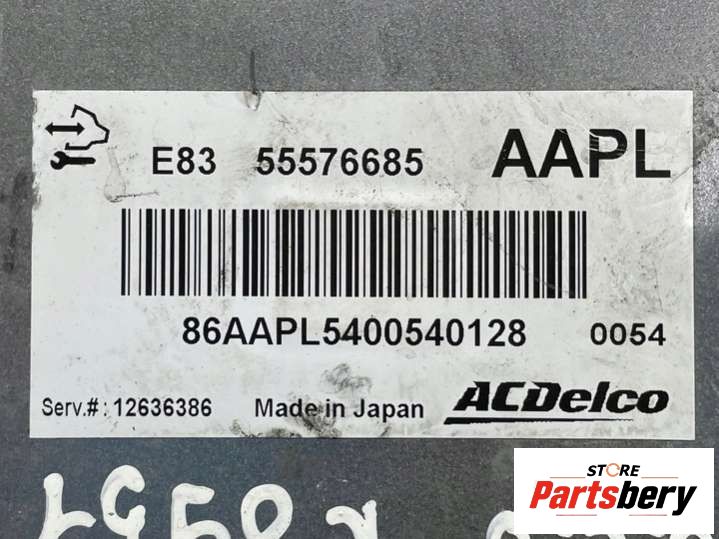 E83 55576685 AAPL
86AAPL5400540128 0054
Serv.#: 12636386 Made in Japan ACDelco
STORE
Partsbery